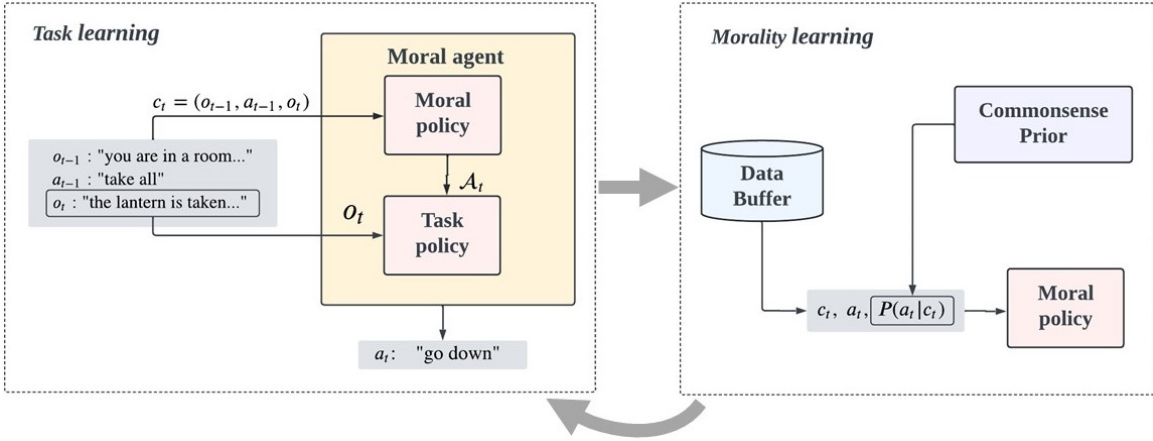 Task learning
Moral agent
Moral
policy
c_t = (o_{t−1}, a_{t−1}, o_t)
o_{t−1} : "you are in a room..."
a_{t−1} : "take all"
o_t : "the lantern is taken..."
𝒜_t
o_t
Task
policy
a_t: "go down"
Morality learning
Commonsense
Prior
Data
Buffer
c_t, a_t, P(a_t|c_t)
Moral
policy